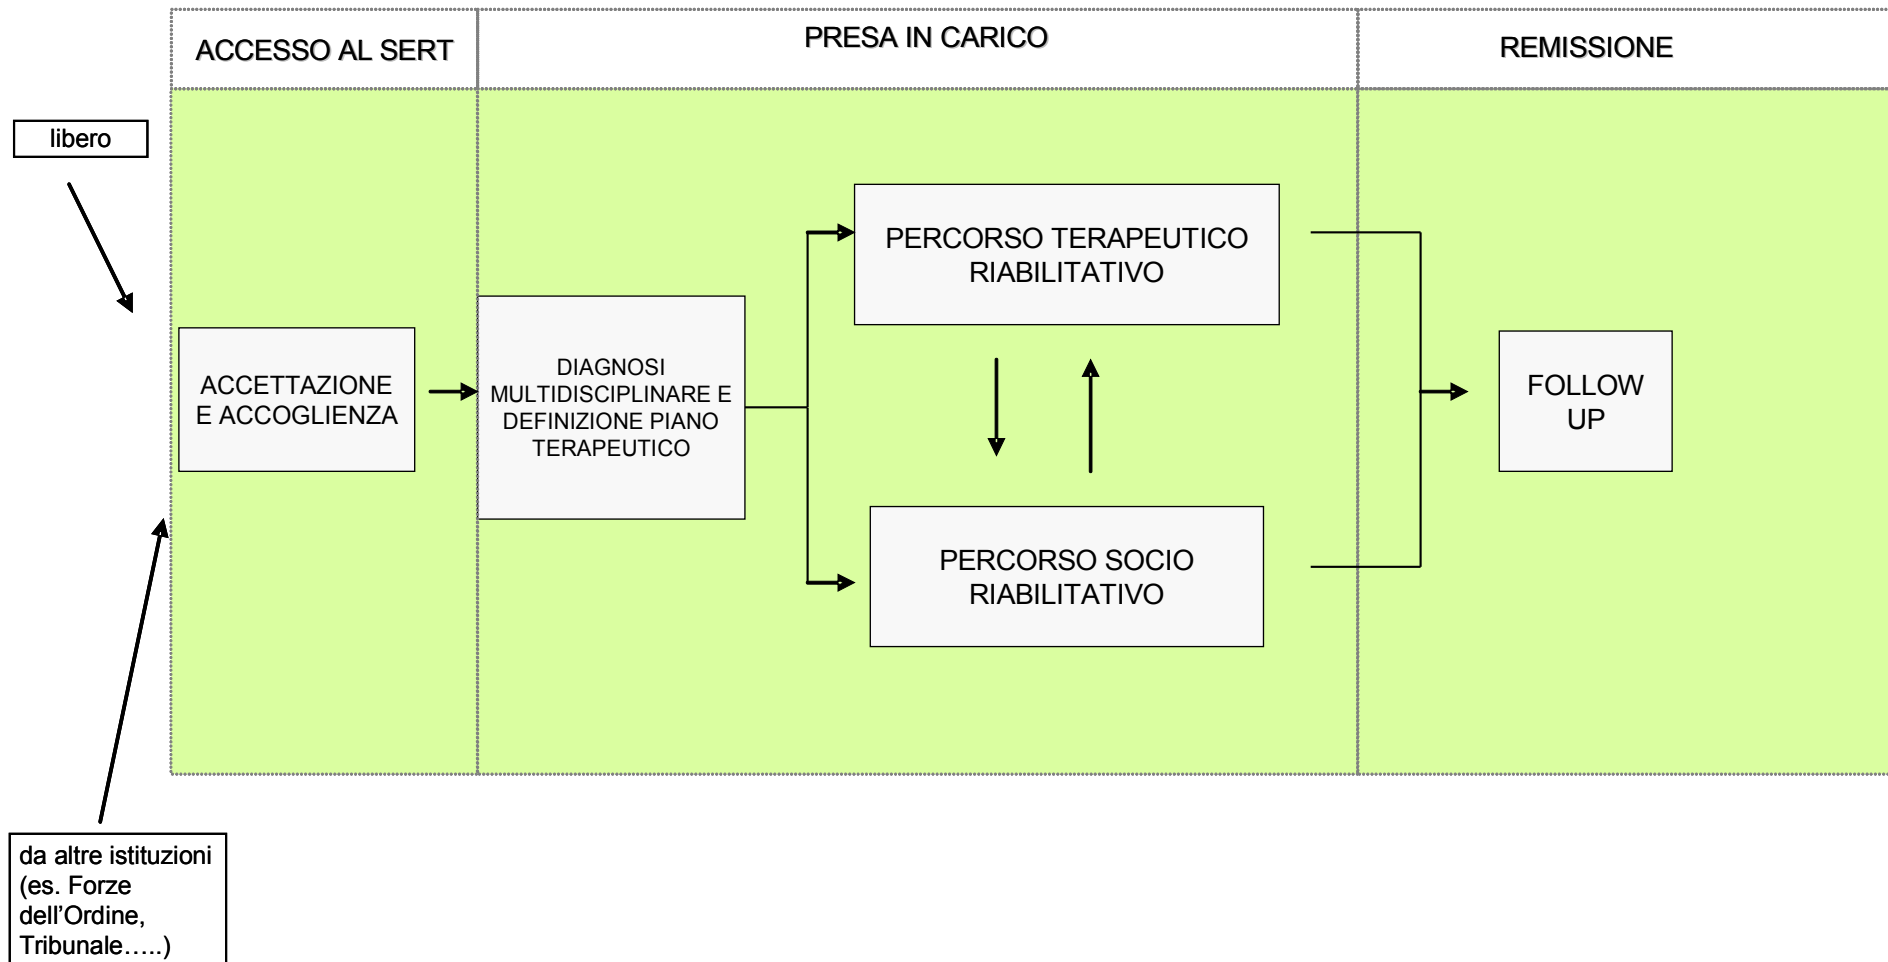 ACCESSO AL SERT
PRESA IN CARICO
REMISSIONE
libero
PERCORSO TERAPEUTICO
RIABILITATIVO
ACCETTAZIONE
E ACCOGLIENZA
DIAGNOSI
MULTIDISCIPLINARE E
DEFINIZIONE PIANO
TERAPEUTICO
FOLLOW
UP
PERCORSO SOCIO
RIABILITATIVO
da altre istituzioni
(es. Forze
dell’Ordine,
Tribunale…..)